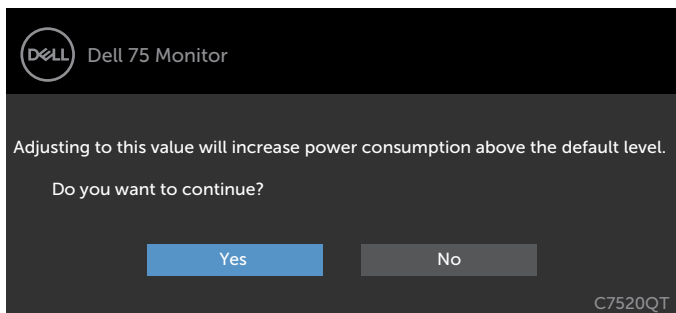 DELL
Dell 75 Monitor
Adjusting to this value will increase power consumption above the default level.
Do you want to continue?
Yes
No
C7520QT